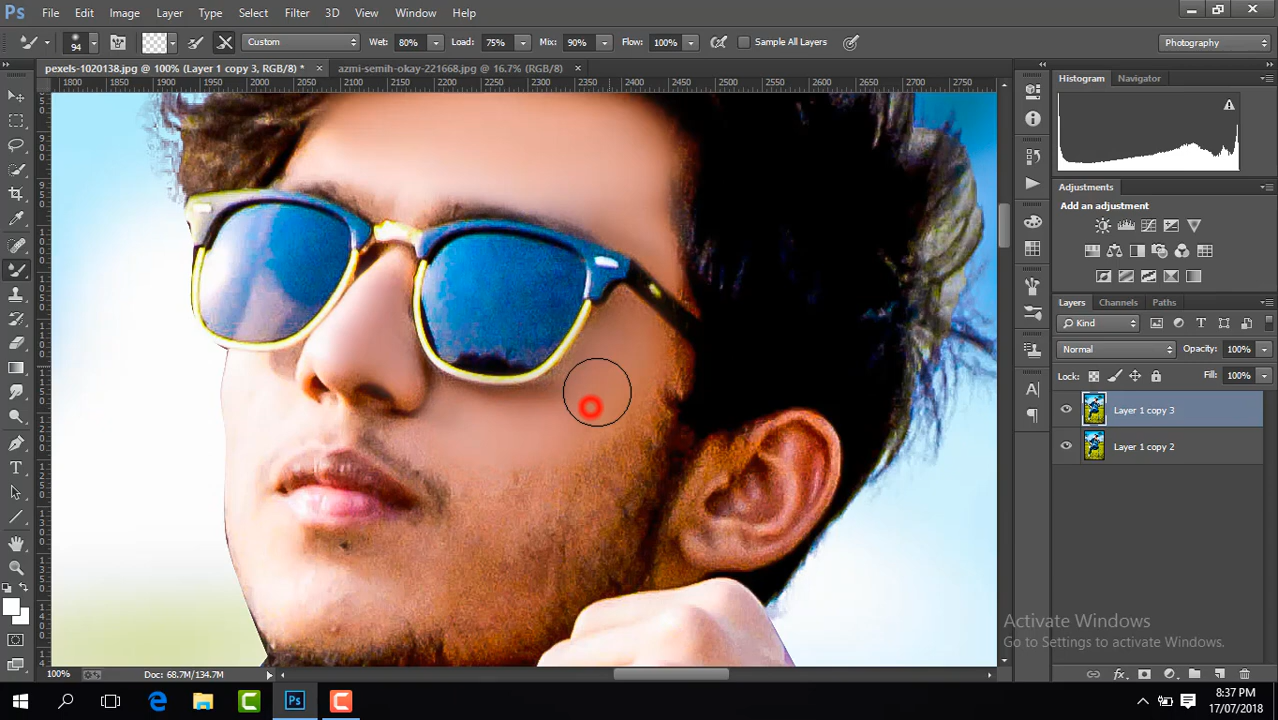 Ps File Edit Image Layer Type Select Filter 3D View Window Help
94 Custom Wet: 80% Load: 75% Mix: 90% Flow: 100% Sample All Layers Photography
pexels-1020138.jpg @ 100% (Layer 1 copy 3, RGB/8) * × azmi-semih-okay-221668.jpg @ 16.7% (RGB/8) ×
1800 1850 1900 1950 2000 2050 2100 2150 2200 2250 2300 2350 2400 2450 2500 2550 2600 2650 2700 2750
Histogram Navigator
Adjustments
Add an adjustment
Layers Channels Paths
Kind
Normal Opacity: 100%
Lock: Fill: 100%
Layer 1 copy 3
Layer 1 copy 2
Activate Windows
Go to Settings to activate Windows.
100% Doc: 68.7M/134.7M
8:37 PM
17/07/2018